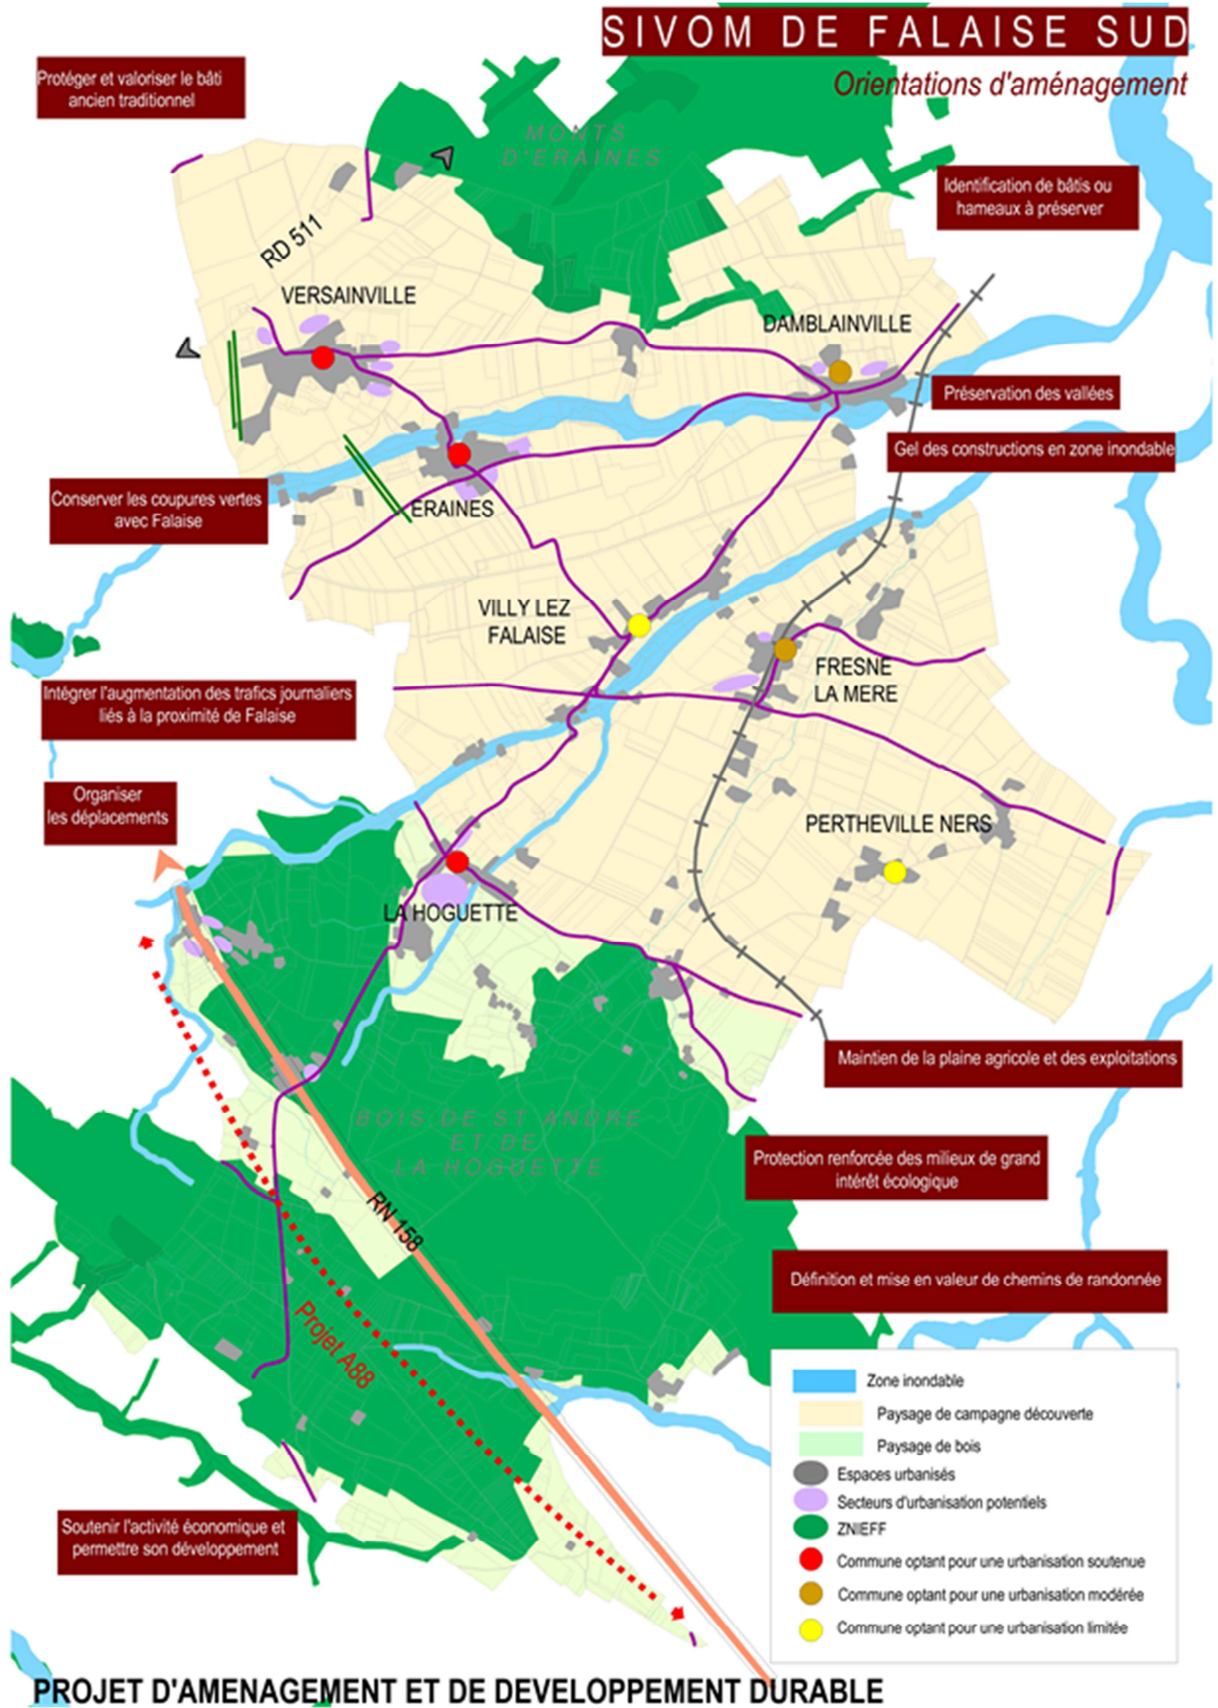 SIVOM DE FALAISE SUD
Orientations d'aménagement
Protéger et valoriser le bâti
ancien traditionnel
MONTS
D'ERAINES
Identification de bâtis ou
hameaux à préserver
RD 511
VERSAINVILLE
DAMBLAINVILLE
Préservation des vallées
Gel des constructions en zone inondable
Conserver les coupures vertes
avec Falaise
ERAINES
VILLY LEZ
FALAISE
FRESNE
LA MERE
Intégrer l'augmentation des trafics journaliers
liés à la proximité de Falaise
Organiser
les déplacements
PERTHEVILLE NERS
LA HOGUETTE
Maintien de la plaine agricole et des exploitations
BOIS DE ST ANDRE
ET DE
LA HOGUETTE
Protection renforcée des milieux de grand
intérêt écologique
RN 158
Définition et mise en valeur de chemins de randonnée
Projet A88
Zone inondable
Paysage de campagne découverte
Paysage de bois
Espaces urbanisés
Secteurs d'urbanisation potentiels
ZNIEFF
Commune optant pour une urbanisation soutenue
Commune optant pour une urbanisation modérée
Commune optant pour une urbanisation limitée
Soutenir l'activité économique et
permettre son développement
PROJET D'AMENAGEMENT ET DE DEVELOPPEMENT DURABLE